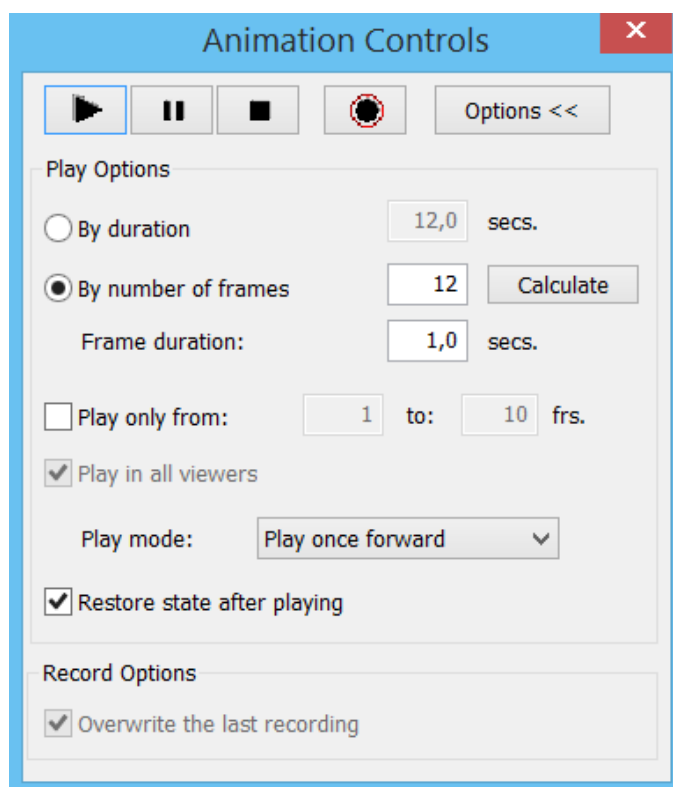 Animation Controls
Options <<
Play Options
By duration 12,0 secs.
By number of frames 12 Calculate
Frame duration: 1,0 secs.
Play only from: 1 to: 10 frs.
Play in all viewers
Play mode: Play once forward
Restore state after playing
Record Options
Overwrite the last recording